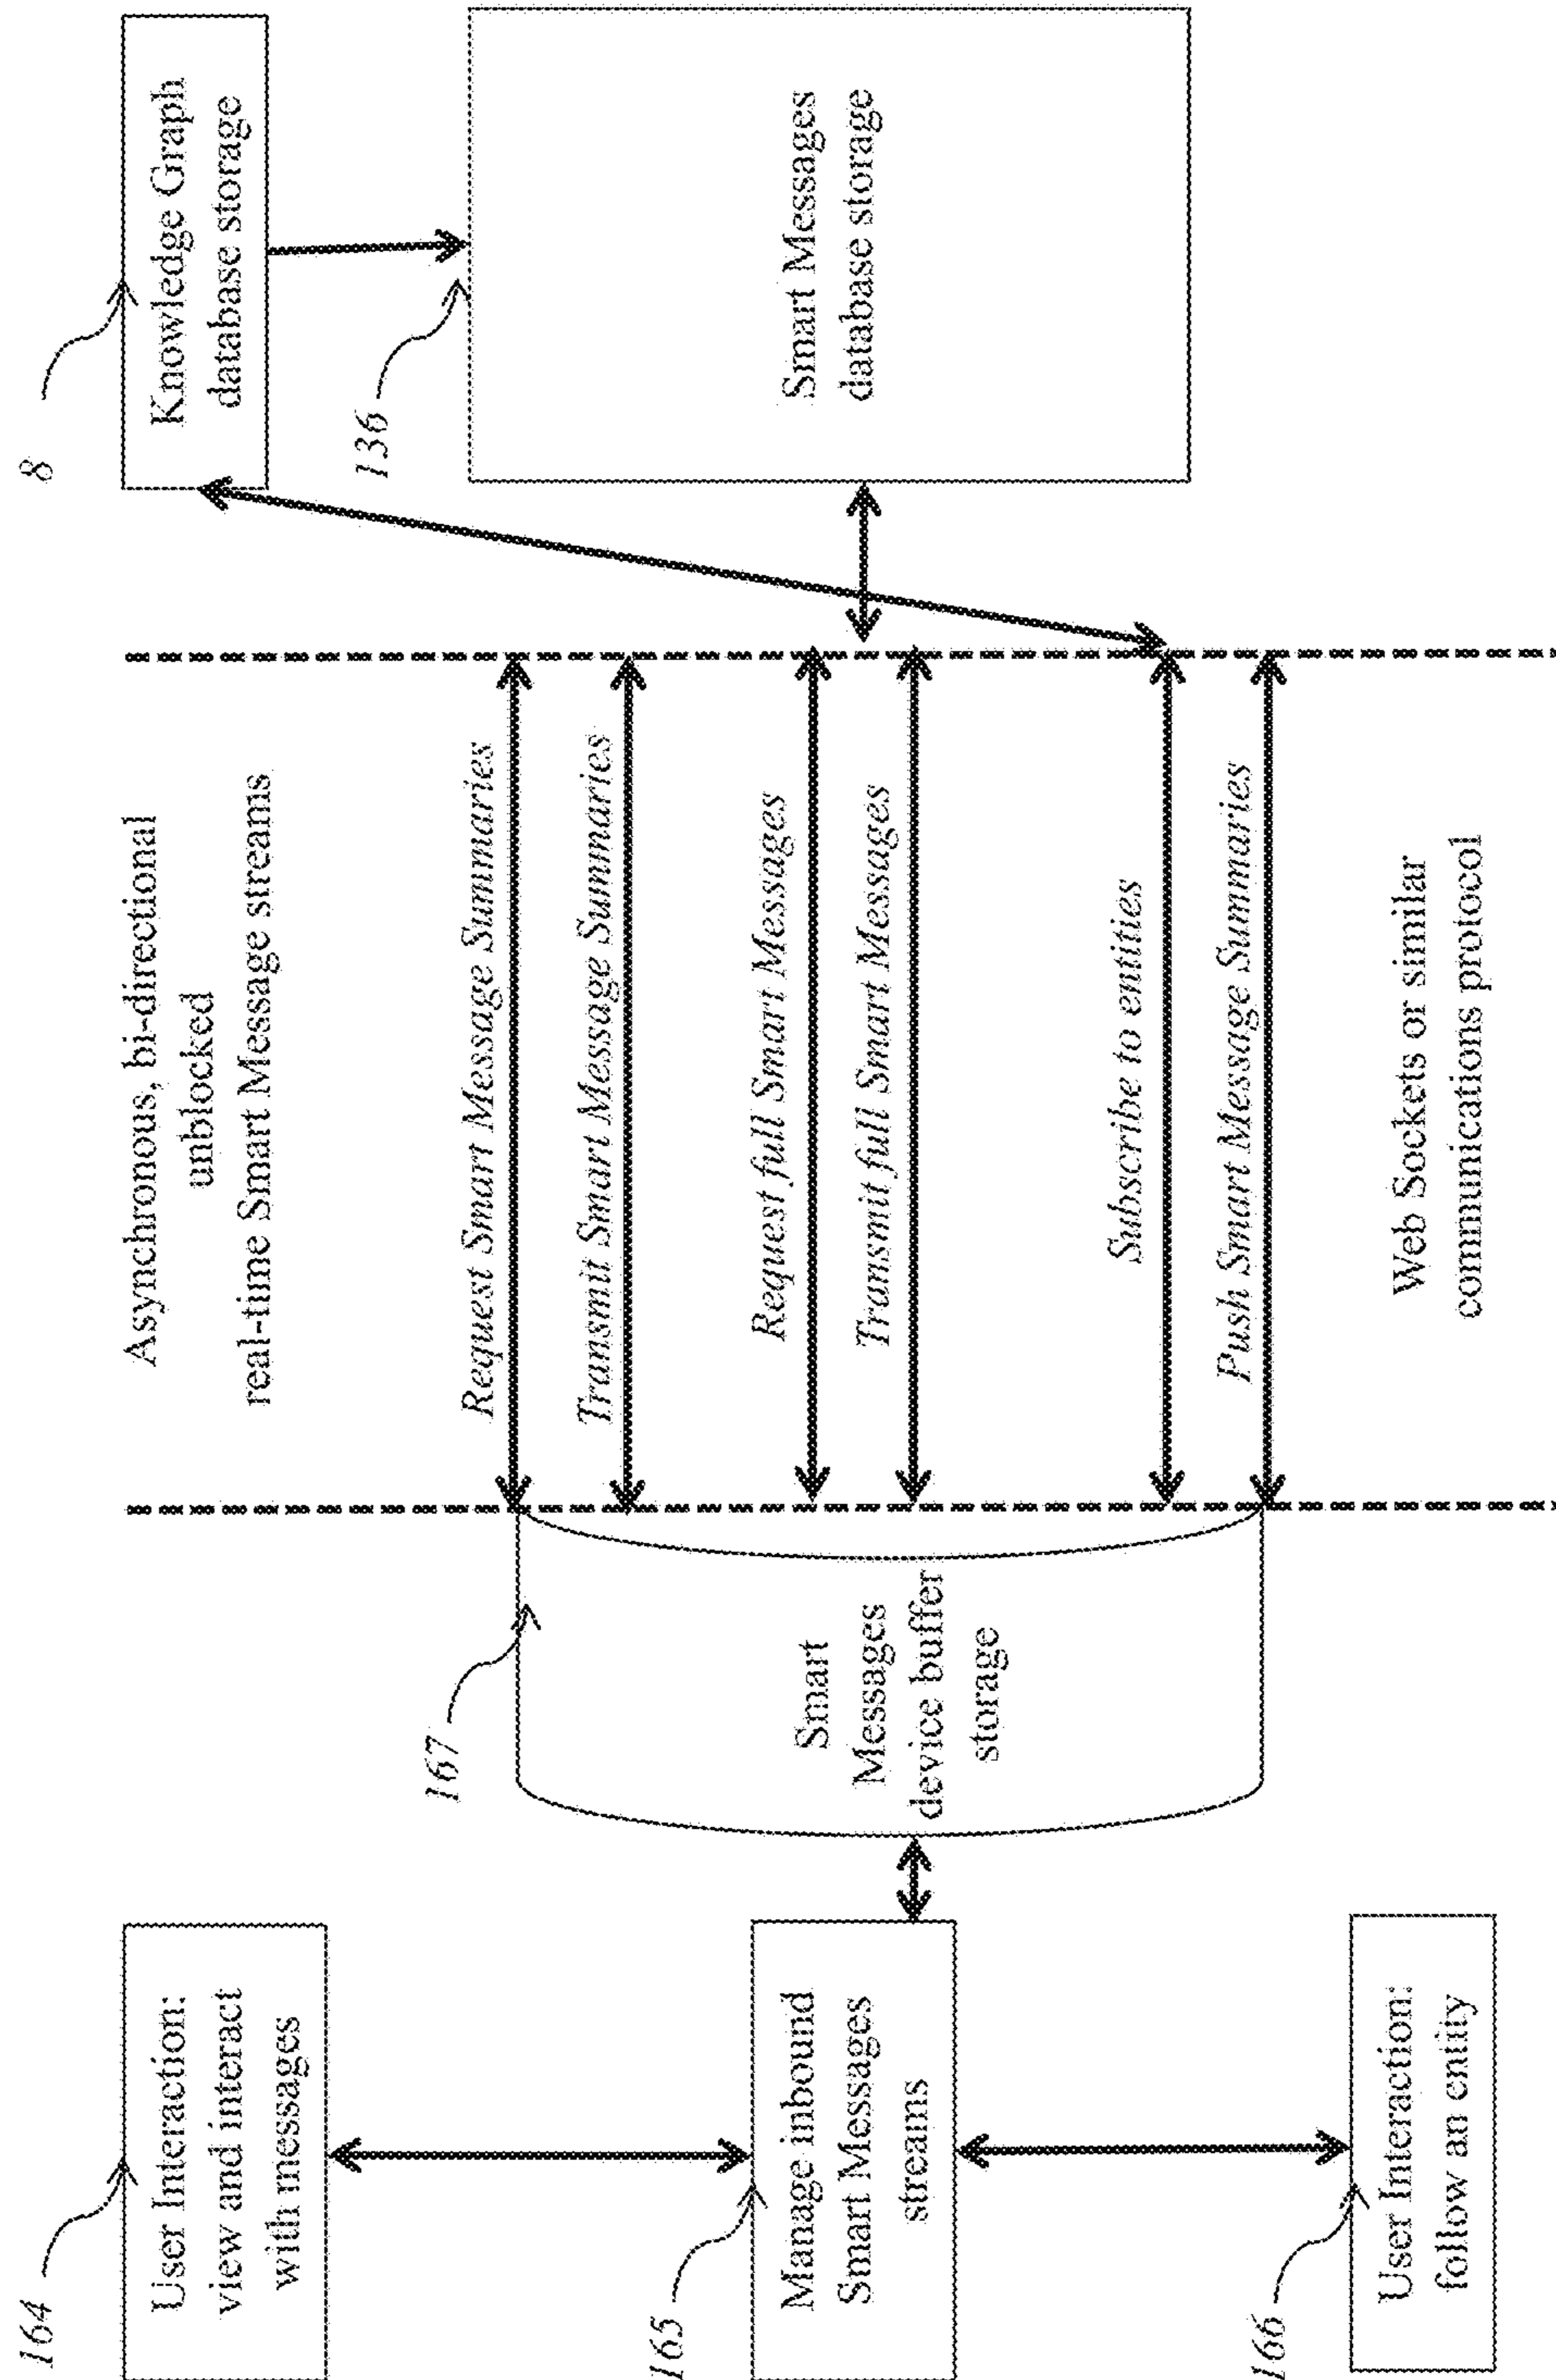 164
User Interaction:
view and interact
with messages
165
Manage inbound
Smart Messages
streams
166
User Interaction:
follow an entity
167
Smart
Messages
device buffer
storage
Asynchronous, bi-directional
unblocked
real-time Smart Message streams
Request Smart Message Summaries
Transmit Smart Message Summaries
Request full Smart Messages
Transmit full Smart Messages
Subscribe to entities
Push Smart Message Summaries
Web Sockets or similar
communications protocol
8
Knowledge Graph
database storage
136
Smart Messages
database storage